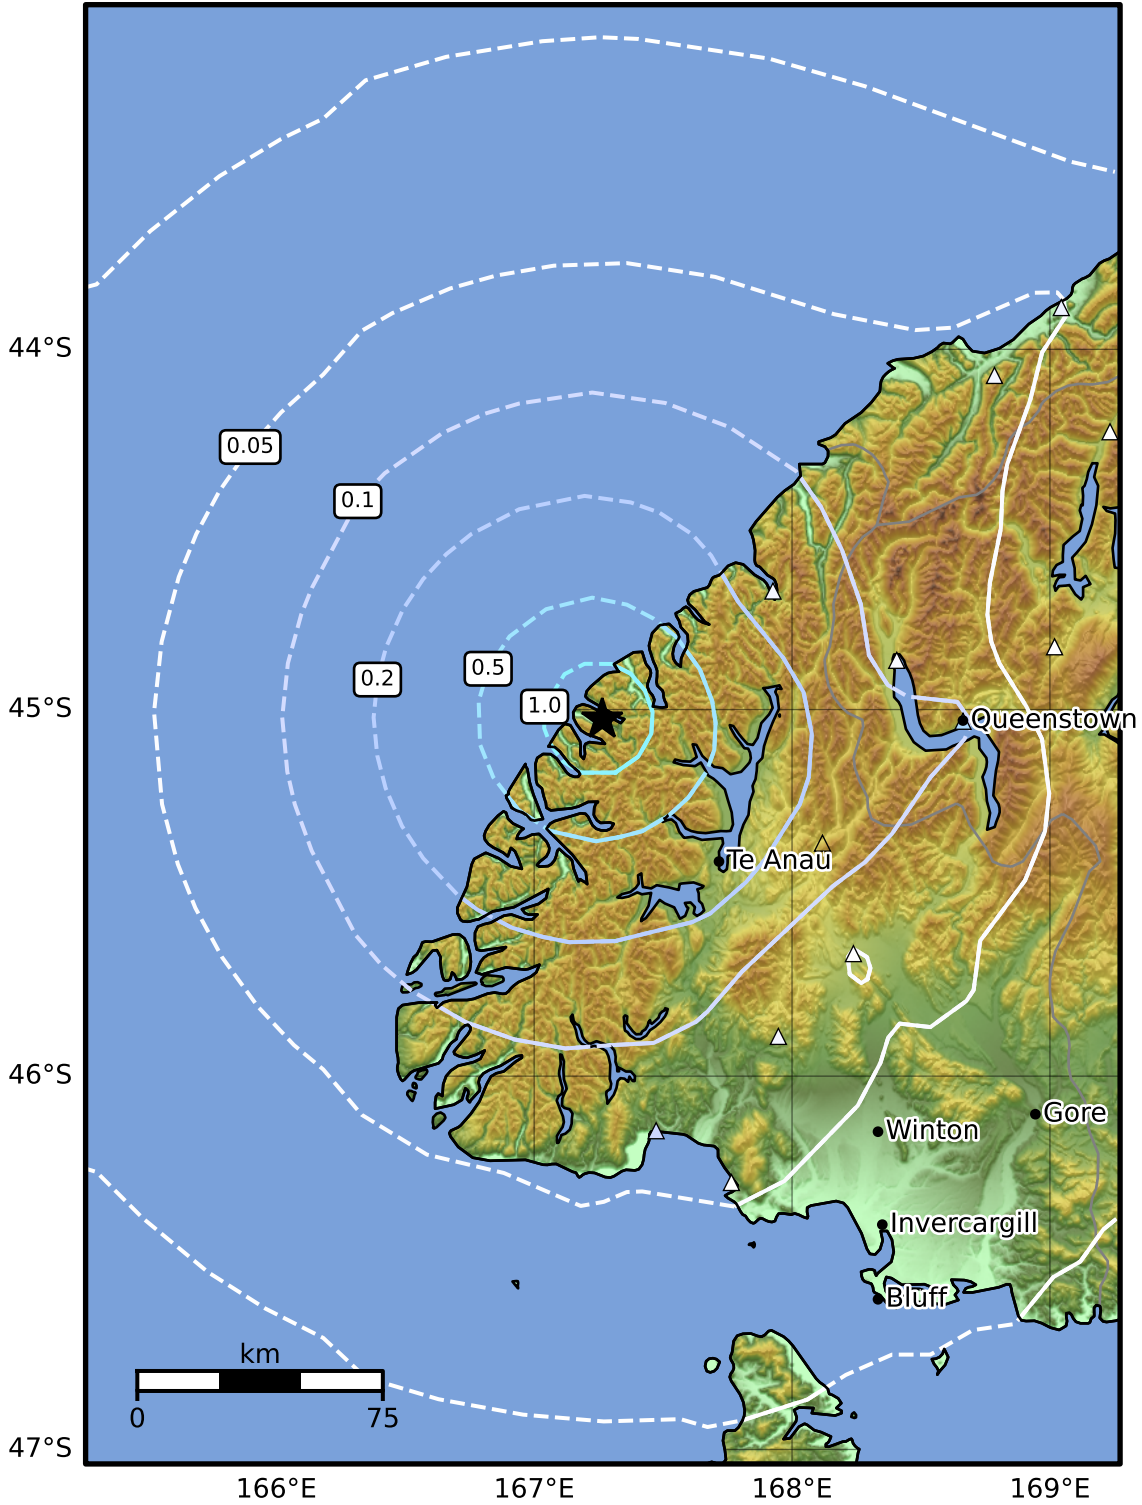 44°S
0.05
0.1
0.2
0.5
1.0
45°S
Queenstown
Te Anau
46°S
Gore
Winton
Invercargill
Bluff
km
0 75
47°S
166°E 167°E 168°E 169°E